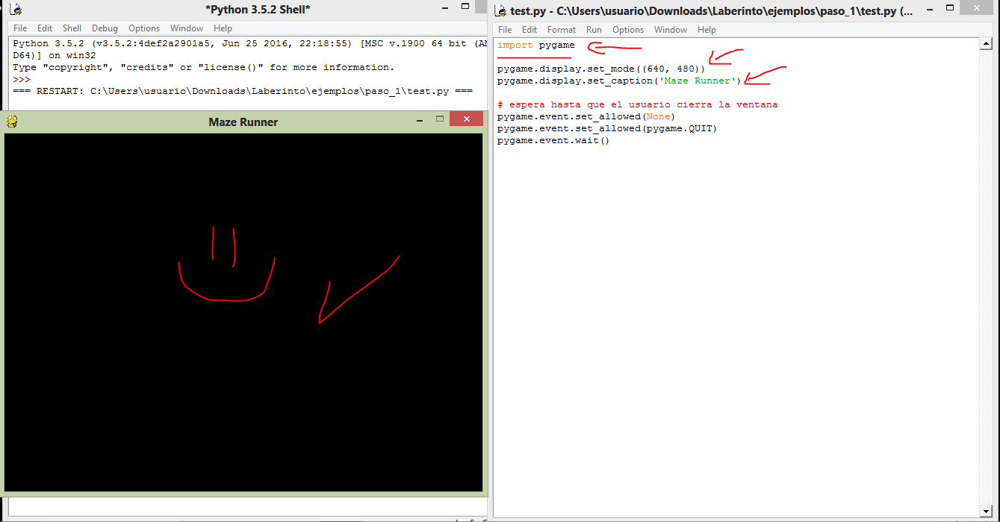 *Python 3.5.2 Shell*
File Edit Shell Debug Options Window Help
Python 3.5.2 (v3.5.2:4def2a2901a5, Jun 25 2016, 22:18:55) [MSC v.1900 64 bit (AM
D64)] on win32
Type "copyright", "credits" or "license()" for more information.
>>>
=== RESTART: C:\Users\usuario\Downloads\Laberinto\ejemplos\paso_1\test.py ===
Maze Runner
test.py - C:\Users\usuario\Downloads\Laberinto\ejemplos\paso_1\test.py (...
File Edit Format Run Options Window Help
import pygame
pygame.display.set_mode((640, 480))
pygame.display.set_caption('Maze Runner')
# espera hasta que el usuario cierra la ventana
pygame.event.set_allowed(None)
pygame.event.set_allowed(pygame.QUIT)
pygame.event.wait()